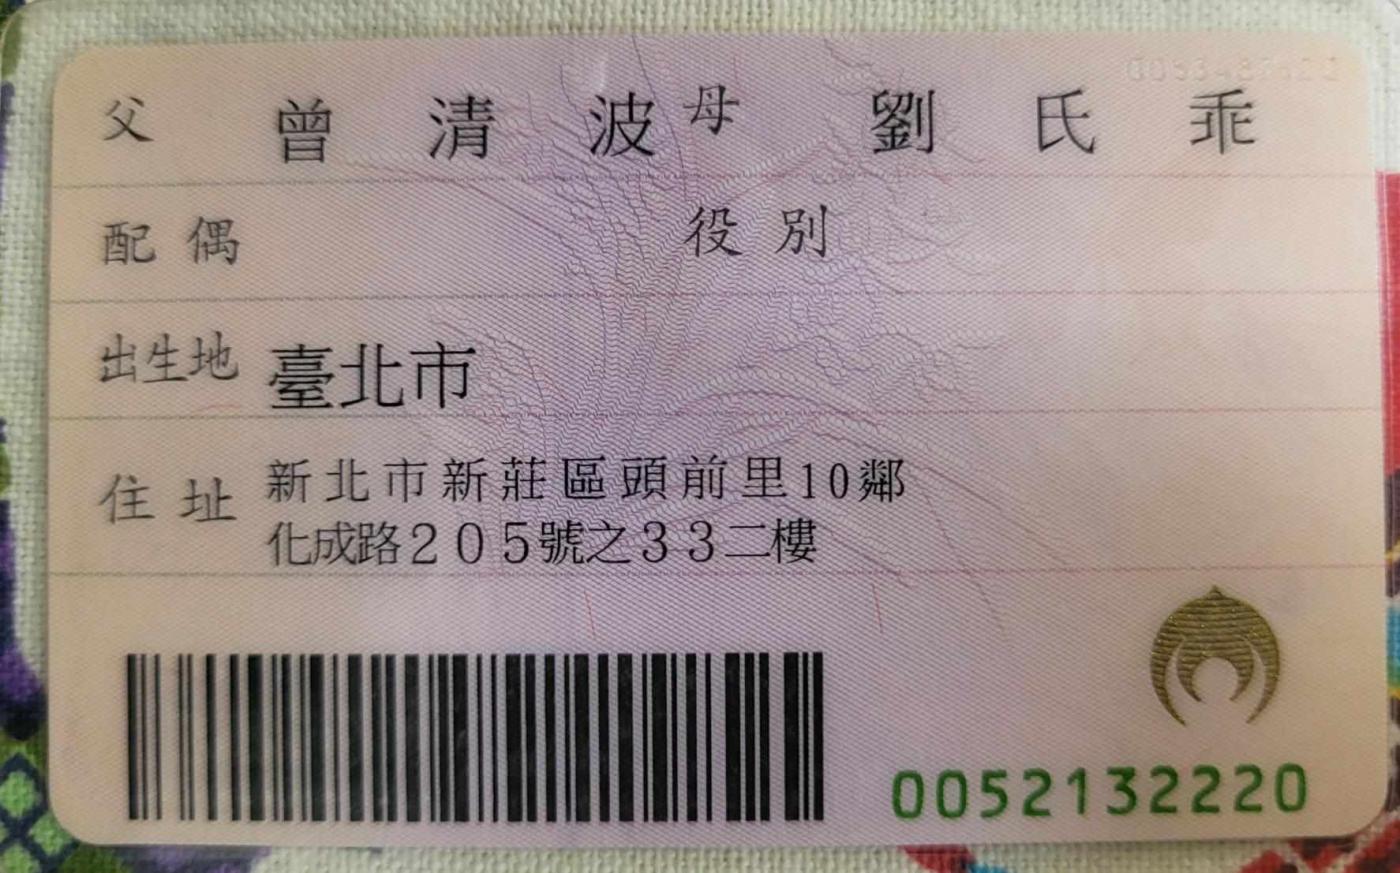 父 曾清波 母 劉氏乖
配偶 役別
出生地 臺北市
住址 新北市新莊區頭前里10鄰
化成路205號之33二樓
0052132220